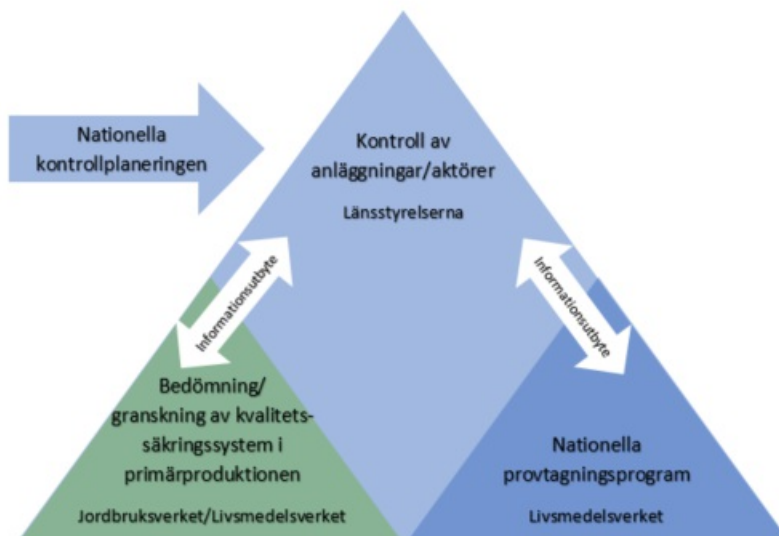 Nationella
kontrollplaneringen
Kontroll av
anläggningar/aktörer
Länsstyrelserna
Informationsutbyte
Informationsutbyte
Bedömning/
granskning av kvalitets-
säkringssystem i
primärproduktionen
Jordbruksverket/Livsmedelsverket
Nationella
provtagningsprogram
Livsmedelsverket